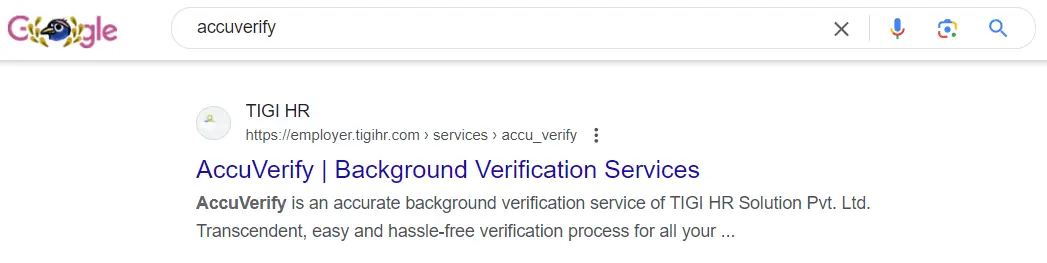 Google
accuverify
TIGI HR
https://employer.tigihr.com › services › accu_verify
AccuVerify | Background Verification Services
AccuVerify is an accurate background verification service of TIGI HR Solution Pvt. Ltd.
Transcendent, easy and hassle-free verification process for all your ...